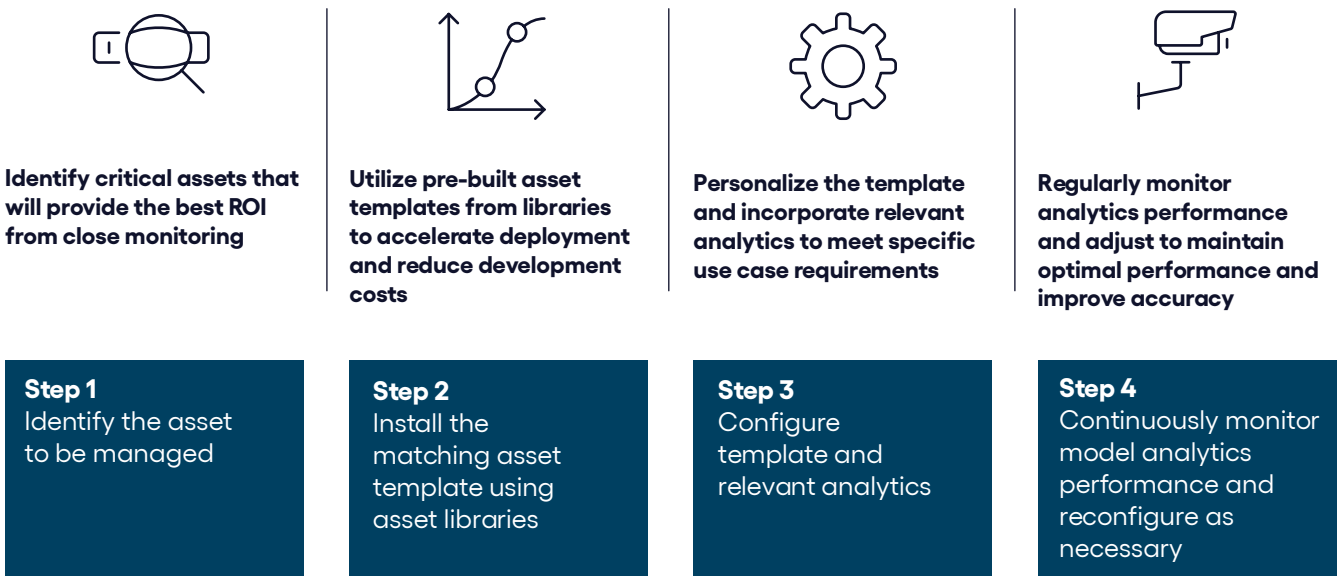 Identify critical assets that
will provide the best ROI
from close monitoring
Utilize pre-built asset
templates from libraries
to accelerate deployment
and reduce development
costs
Personalize the template
and incorporate relevant
analytics to meet specific
use case requirements
Regularly monitor
analytics performance
and adjust to maintain
optimal performance and
improve accuracy
Step 1
Identify the asset
to be managed
Step 2
Install the
matching asset
template using
asset libraries
Step 3
Configure
template and
relevant analytics
Step 4
Continuously monitor
model analytics
performance and
reconfigure as
necessary